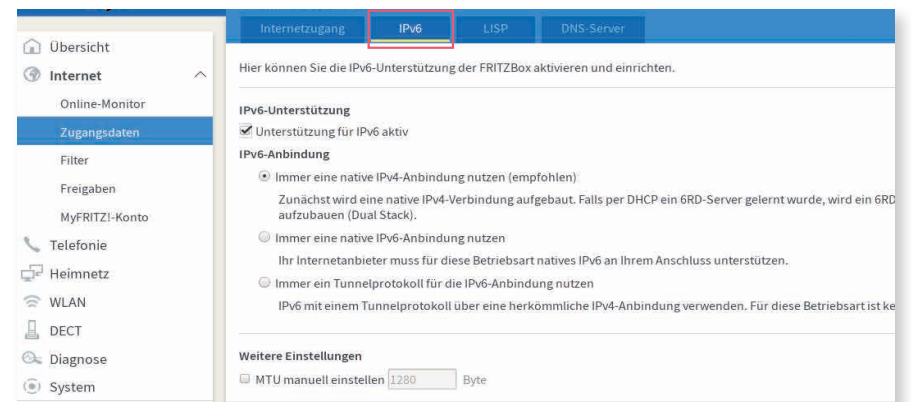 Internetzugang IPv6 LISP DNS-Server
Übersicht
Internet
Online-Monitor
Zugangsdaten
Filter
Freigaben
MyFRITZ!-Konto
Telefonie
Heimnetz
WLAN
DECT
Diagnose
System
Hier können Sie die IPv6-Unterstützung der FRITZBox aktivieren und einrichten.
IPv6-Unterstützung
Unterstützung für IPv6 aktiv
IPv6-Anbindung
Immer eine native IPv4-Anbindung nutzen (empfohlen)
Zunächst wird eine native IPv4-Verbindung aufgebaut. Falls per DHCP ein 6RD-Server gelernt wurde, wird ein 6RD
aufzubauen (Dual Stack).
Immer eine native IPv6-Anbindung nutzen
Ihr Internetanbieter muss für diese Betriebsart natives IPv6 an Ihrem Anschluss unterstützen.
Immer ein Tunnelprotokoll für die IPv6-Anbindung nutzen
IPv6 mit einem Tunnelprotokoll über eine herkömmliche IPv4-Anbindung verwenden. Für diese Betriebsart ist ke
Weitere Einstellungen
MTU manuell einstellen 1280 Byte